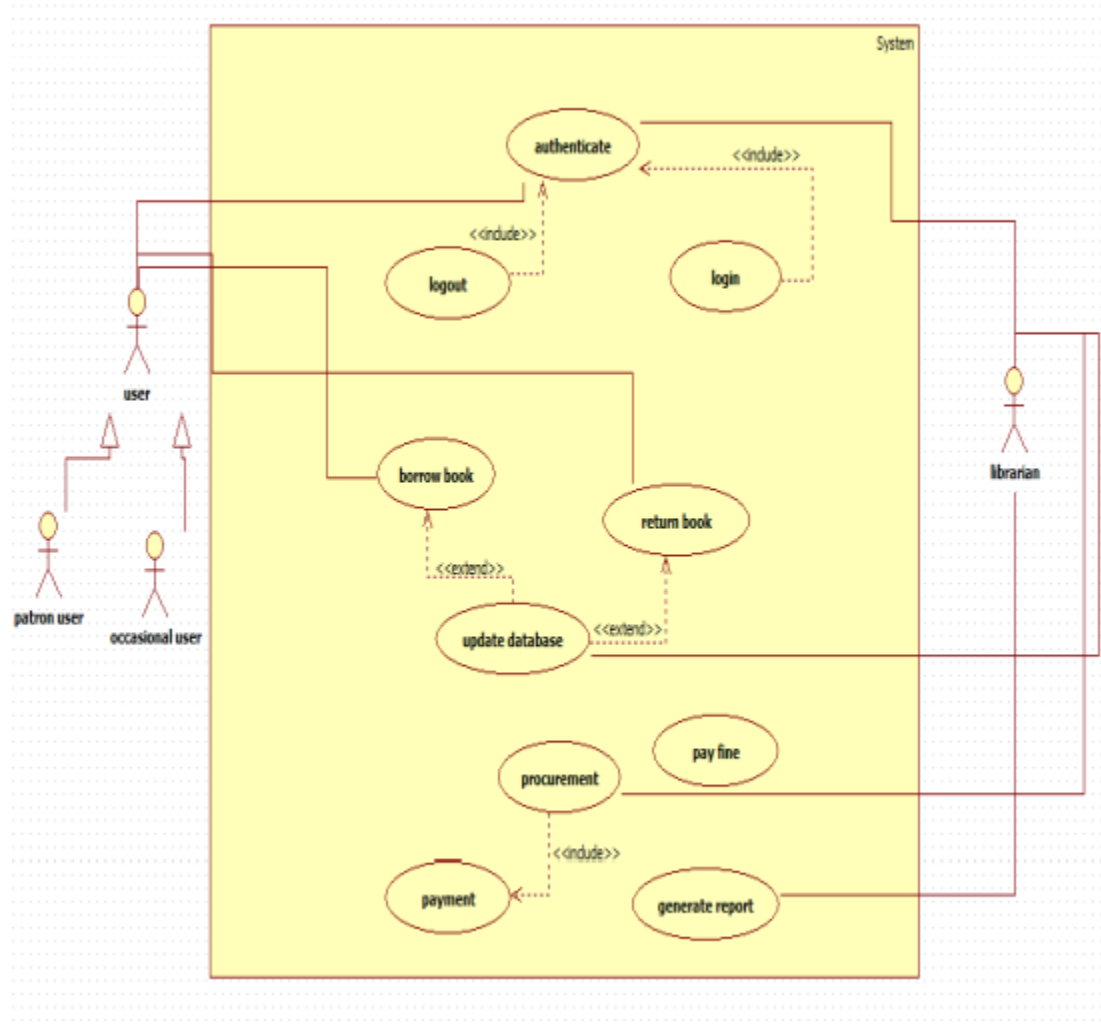 System
authenticate
<<include>>
<<include>>
logout
login
user
borrow book
return book
librarian
<<extend>>
patron user
occasional user
update database
<<extend>>
pay fine
procurement
<<include>>
payment
generate report